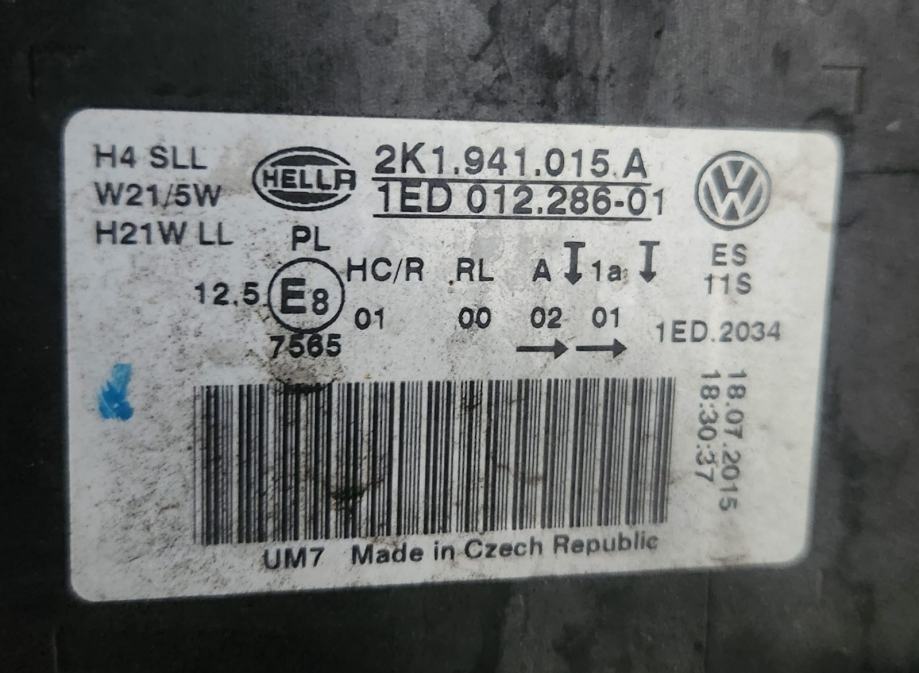 H4 SLL
W21/5W
H21W LL
HELLA
2K1.941.015.A
1ED 012.286-01
PL
HC/R RL A 1a
ES
11S
12.5 E8
01 00 02 01
7565
1ED.2034
18.07.2015
18:30:37
UM7 Made in Czech Republic